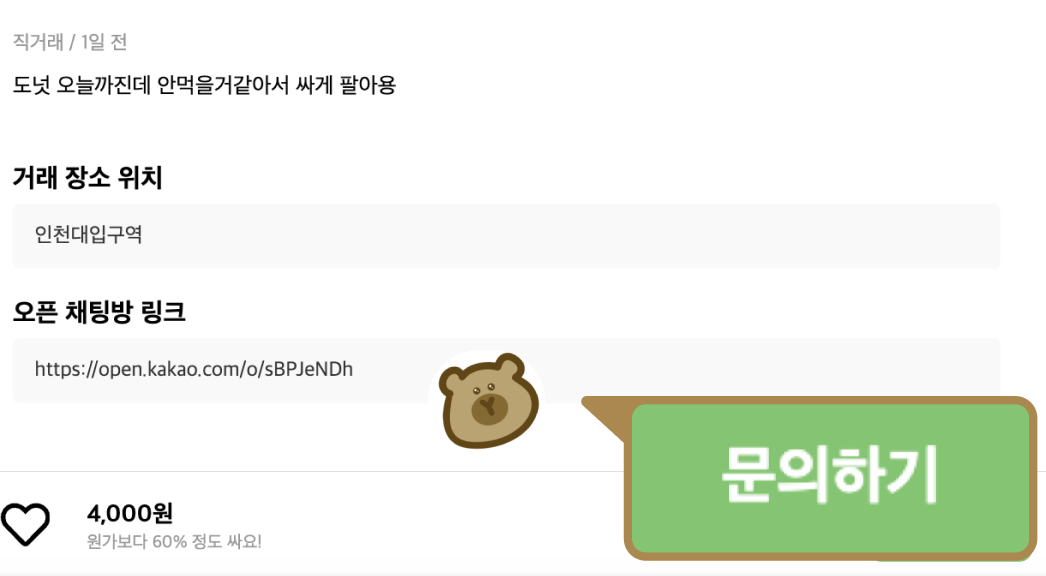 직거래 / 1일 전
도넛 오늘까진데 안먹을거같아서 싸게 팔아용
거래 장소 위치
인천대입구역
오픈 채팅방 링크
https://open.kakao.com/o/sBPJeNDh
문의하기
4,000원
원가보다 60% 정도 싸요!